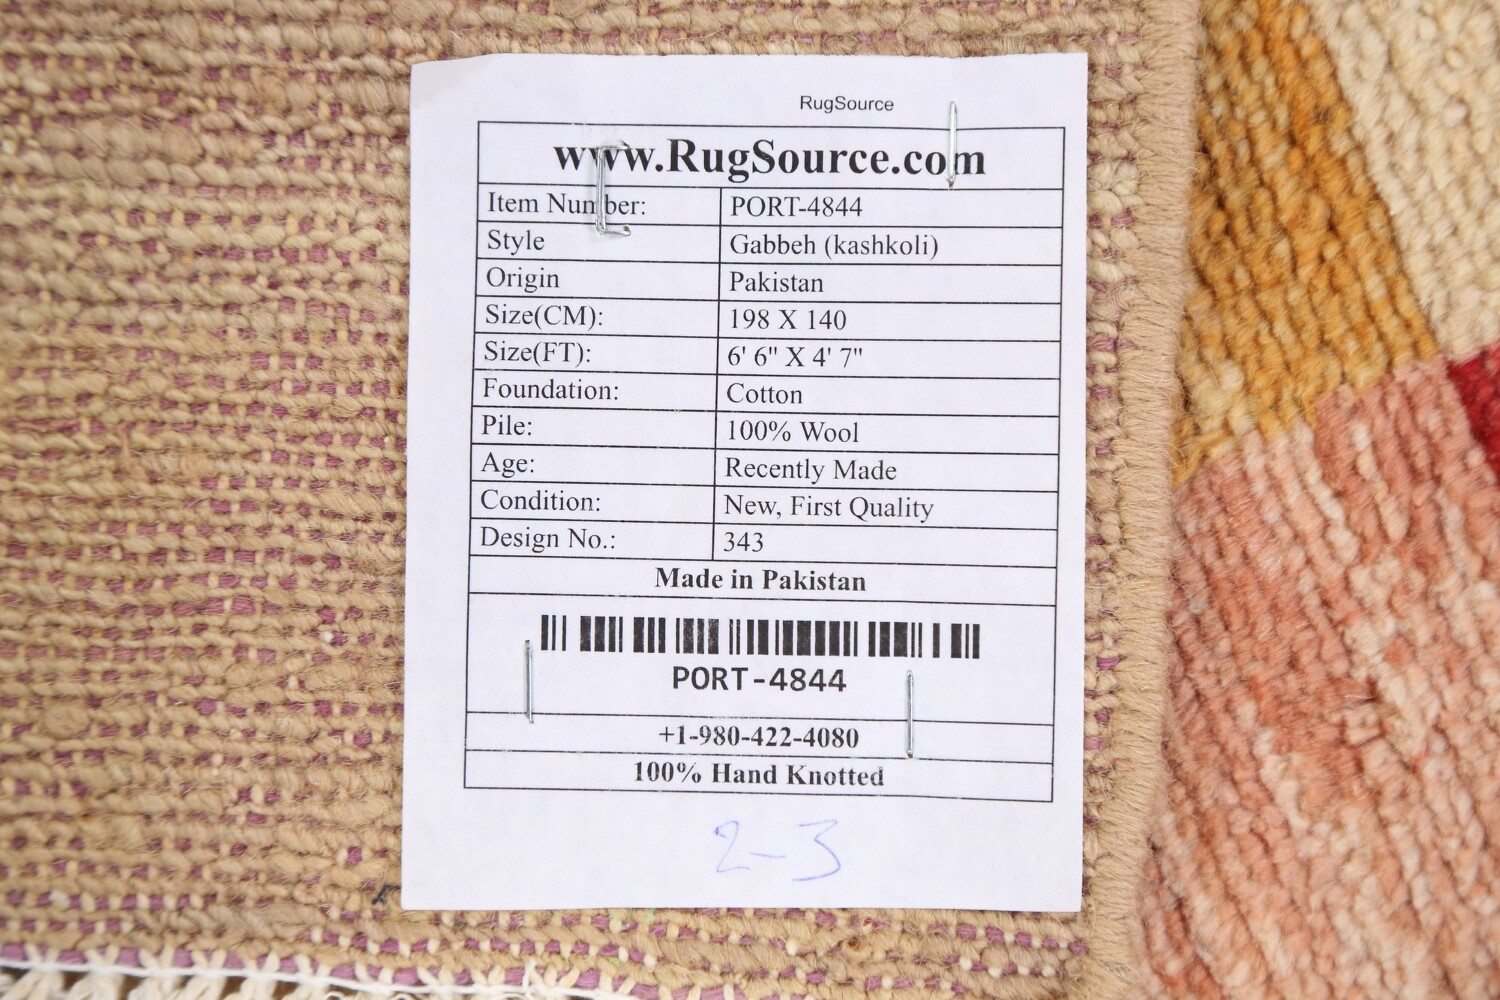 RugSource
www.RugSource.com
Item Number: PORT-4844
Style Gabbeh (kashkoli)
Origin Pakistan
Size(CM): 198 X 140
Size(FT): 6' 6" X 4' 7"
Foundation: Cotton
Pile: 100% Wool
Age: Recently Made
Condition: New, First Quality
Design No.: 343
Made in Pakistan
PORT-4844
+1-980-422-4080
100% Hand Knotted
2-3